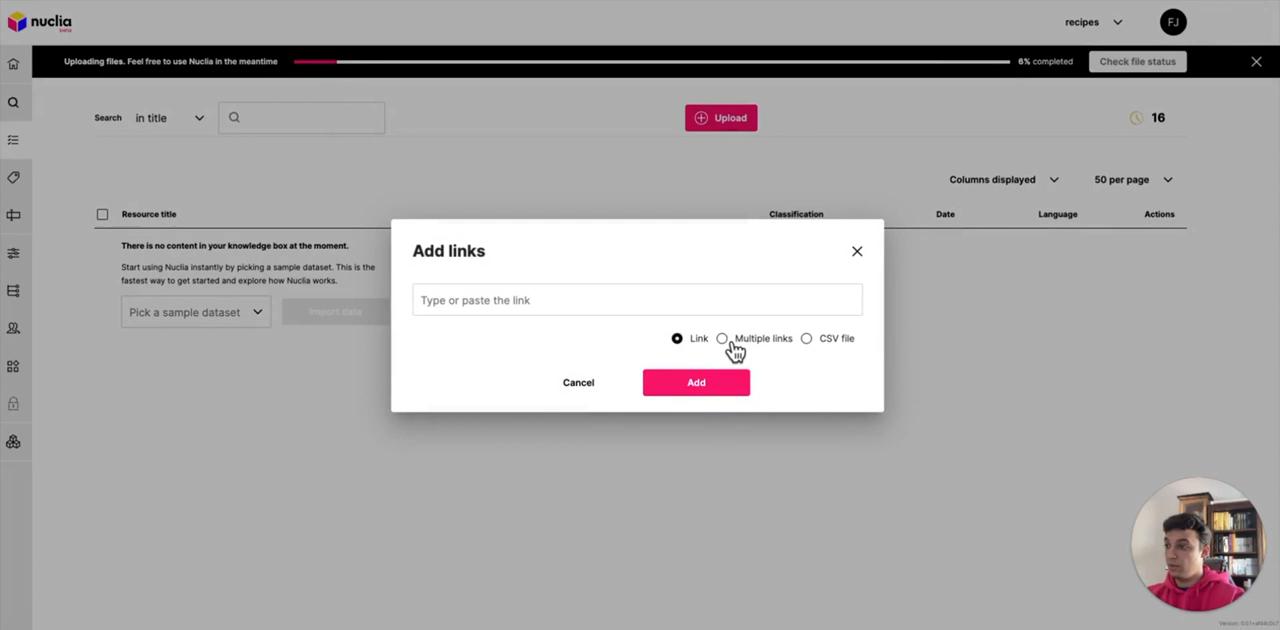 nuclia
beta
recipes
FJ
Uploading files. Feel free to use Nuclia in the meantime
6% completed
Check file status
Search
in title
Upload
16
Columns displayed
50 per page
Resource title
Classification
Date
Language
Actions
There is no content in your knowledge box at the moment.
Start using Nuclia instantly by picking a sample dataset. This is the
fastest way to get started and explore how Nuclia works.
Pick a sample dataset
Import data
Add links
Type or paste the link
Link
Multiple links
CSV file
Cancel
Add